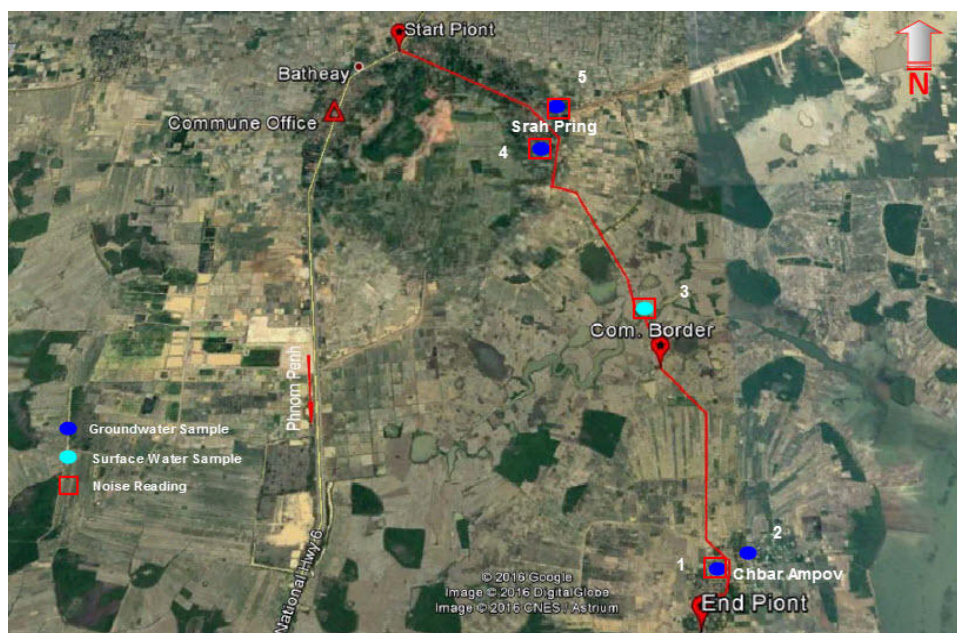 Start Piont
N
Batheay
5
Commune Office
Srah Pring
4
3
Com. Border
Phnom Penh
Groundwater Sample
Surface Water Sample
Noise Reading
National Hwy 6
2
1
Chbar Ampov
© 2016 Google
Image © 2016 DigitalGlobe
Image © 2016 CNES / Astrium
End Piont